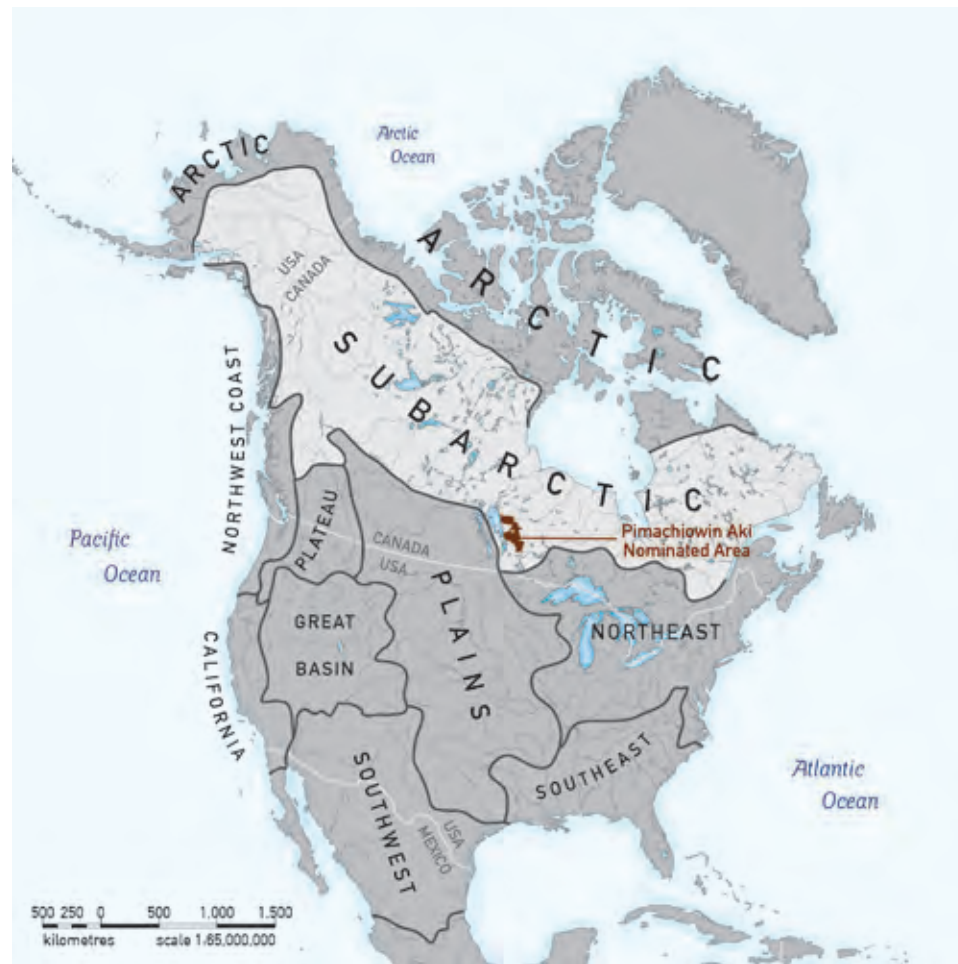 Arctic
Ocean
ARCTIC
ARCTIC
USA
CANADA
SUBARCTIC
NORTHWEST COAST
Pimachiowin Aki
Nominated Area
Pacific
Ocean
PLATEAU
CANADA
USA
PLAINS
GREAT
BASIN
NORTHEAST
CALIFORNIA
SOUTHEAST
SOUTHWEST
Atlantic
Ocean
USA
MEXICO
500 250 0 500 1,000 1,500
kilometres scale 1:65,000,000